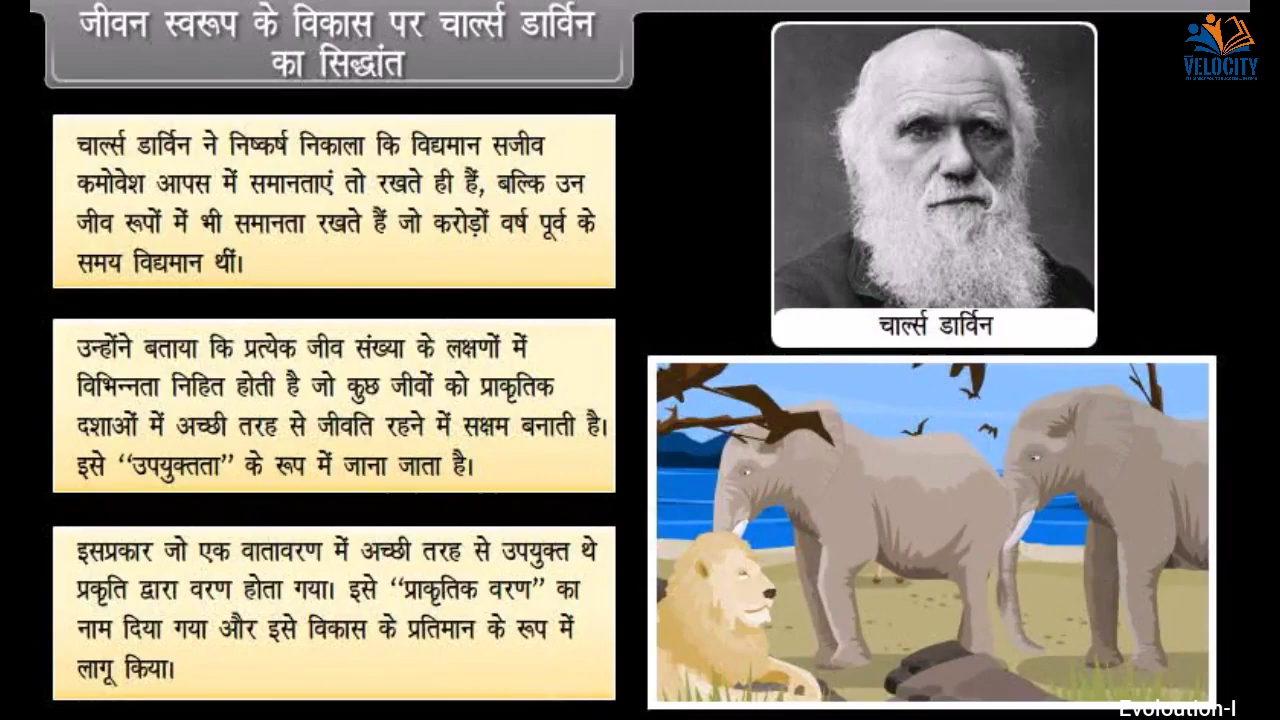 जीवन स्वरूप के विकास पर चार्ल्स डार्विन
का सिद्धांत
चार्ल्स डार्विन ने निष्कर्ष निकाला कि विद्यमान सजीव
कमोवेश आपस में समानताएं तो रखते ही हैं, बल्कि उन
जीव रूपों में भी समानता रखते हैं जो करोड़ों वर्ष पूर्व के
समय विद्यमान थीं।
उन्होंने बताया कि प्रत्येक जीव संख्या के लक्षणों में
विभिन्नता निहित होती है जो कुछ जीवों को प्राकृतिक
दशाओं में अच्छी तरह से जीवति रहने में सक्षम बनाती है।
इसे “उपयुक्तता” के रूप में जाना जाता है।
इसप्रकार जो एक वातावरण में अच्छी तरह से उपयुक्त थे
प्रकृति द्वारा वरण होता गया। इसे “प्राकृतिक वरण” का
नाम दिया गया और इसे विकास के प्रतिमान के रूप में
लागू किया।
VELOCITY
चार्ल्स डार्विन
Evoloution-I